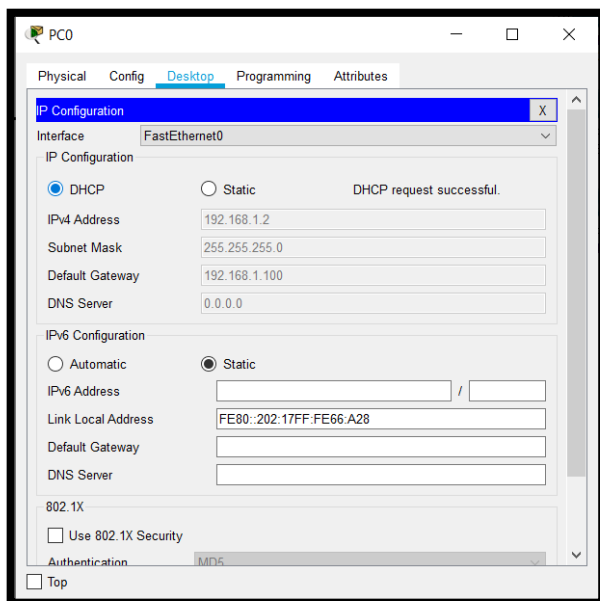 PC0
Physical Config Desktop Programming Attributes
IP Configuration X
Interface FastEthernet0
IP Configuration
DHCP Static DHCP request successful.
IPv4 Address 192.168.1.2
Subnet Mask 255.255.255.0
Default Gateway 192.168.1.100
DNS Server 0.0.0.0
IPv6 Configuration
Automatic Static
IPv6 Address /
Link Local Address FE80::202:17FF:FE66:A28
Default Gateway
DNS Server
802.1X
Use 802.1X Security
Authentication MD5
Top